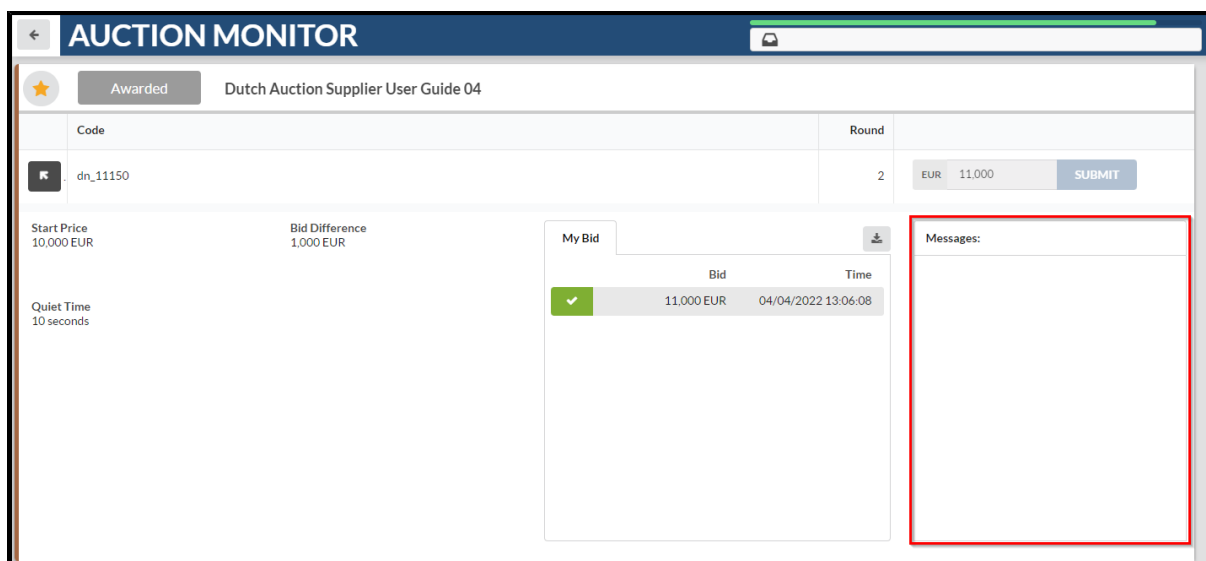 AUCTION MONITOR
Awarded Dutch Auction Supplier User Guide 04
Code Round
dn_11150 2 EUR 11,000 SUBMIT
Start Price Bid Difference
10,000 EUR 1,000 EUR
Quiet Time
10 seconds
My Bid
Bid Time
11,000 EUR 04/04/2022 13:06:08
Messages: